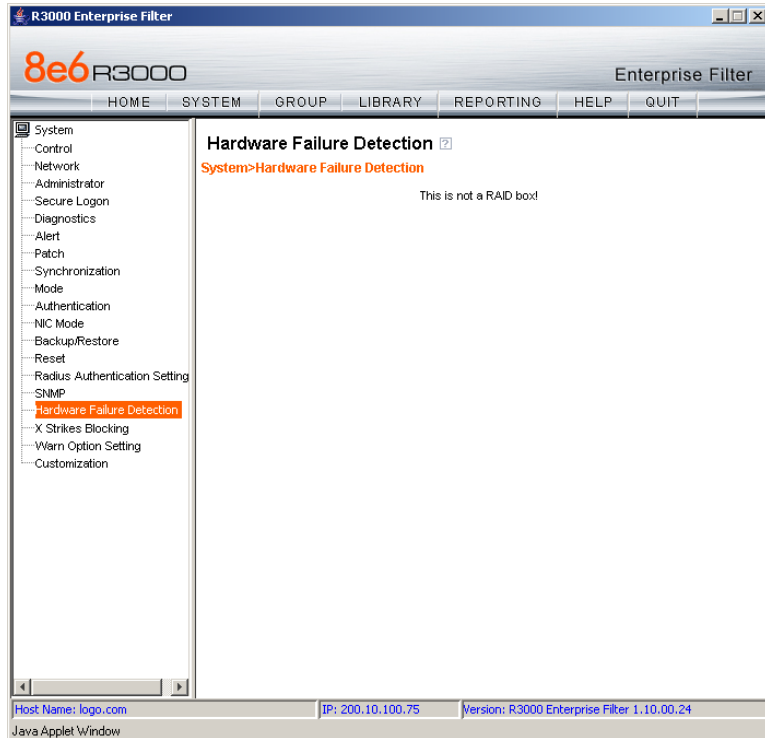 R3000 Enterprise Filter
8e6 R3000
Enterprise Filter
HOME SYSTEM GROUP LIBRARY REPORTING HELP QUIT
System
Control
Network
Administrator
Secure Logon
Diagnostics
Alert
Patch
Synchronization
Mode
Authentication
NIC Mode
Backup/Restore
Reset
Radius Authentication Setting
SNMP
Hardware Failure Detection
X Strikes Blocking
Warn Option Setting
Customization
Hardware Failure Detection ?
System>Hardware Failure Detection
This is not a RAID box!
Host Name: logo.com IP: 200.10.100.75 Version: R3000 Enterprise Filter 1.10.00.24
Java Applet Window